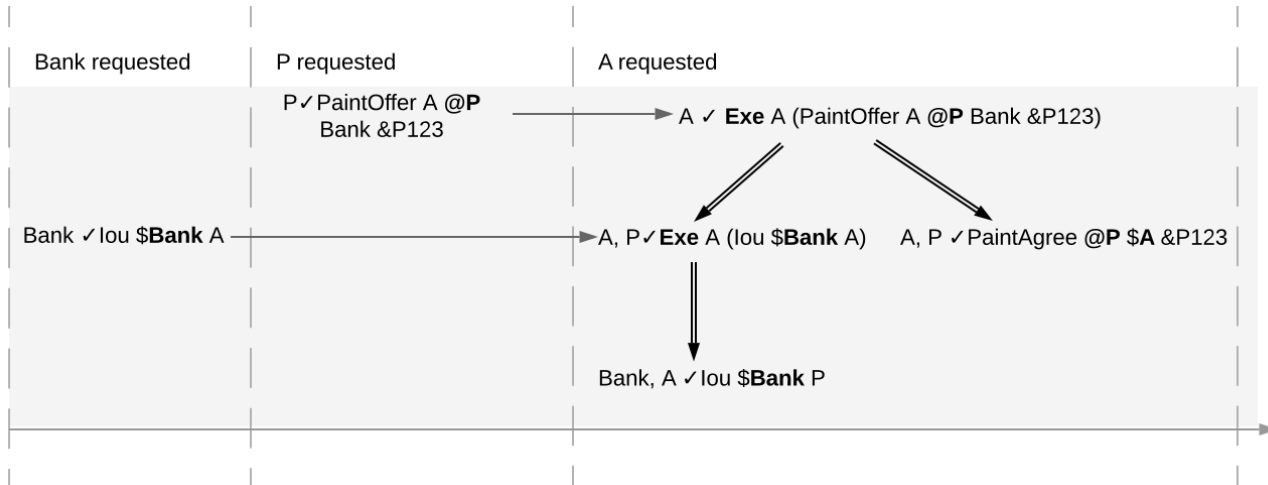 Bank requested
P requested
A requested
P✓PaintOffer A @P
Bank &P123
A ✓ Exe A (PaintOffer A @P Bank &P123)
Bank ✓Iou $Bank A
A, P✓Exe A (Iou $Bank A)
A, P ✓PaintAgree @P $A &P123
Bank, A ✓Iou $Bank P